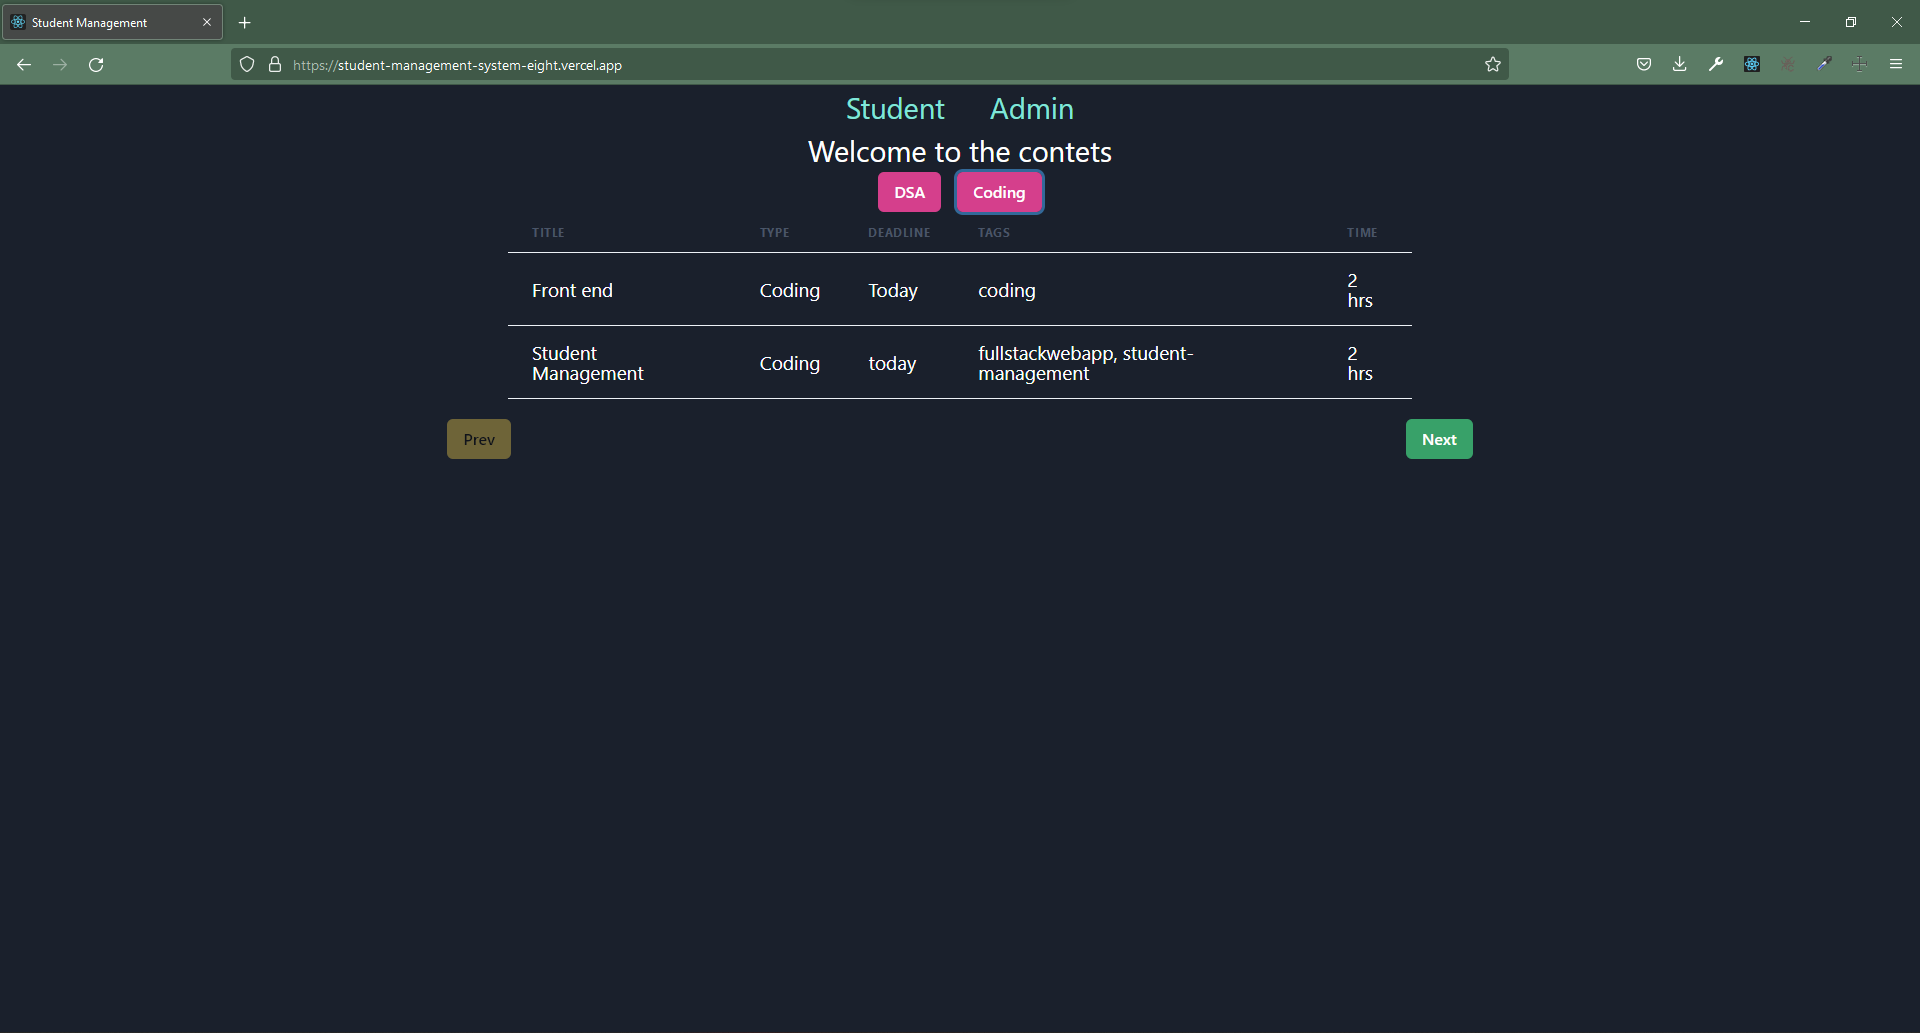 Student Management
https://student-management-system-eight.vercel.app
Student Admin
Welcome to the contets
DSA Coding
TITLE TYPE DEADLINE TAGS TIME
Front end Coding Today coding 2 hrs
Student Management Coding today fullstackwebapp, student-management 2 hrs
Prev Next